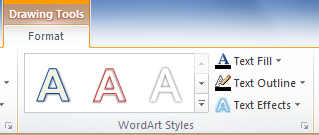 Drawing Tools
Format
A A A
A Text Fill
A Text Outline
A Text Effects
WordArt Styles